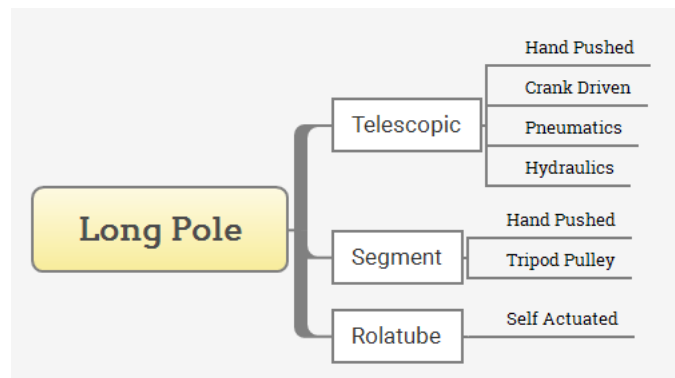 Long Pole
Telescopic
Hand Pushed
Crank Driven
Pneumatics
Hydraulics
Segment
Hand Pushed
Tripod Pulley
Rolatube
Self Actuated